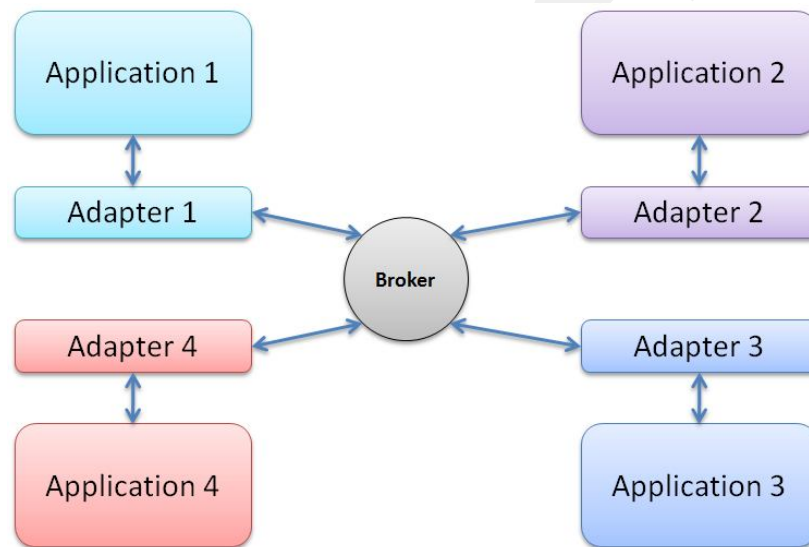 Application 1
Application 2
Adapter 1
Adapter 2
Broker
Adapter 4
Adapter 3
Application 4
Application 3